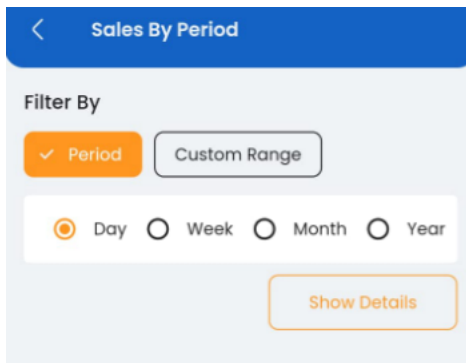 Sales By Period
Filter By
Period Custom Range
Day Week Month Year
Show Details